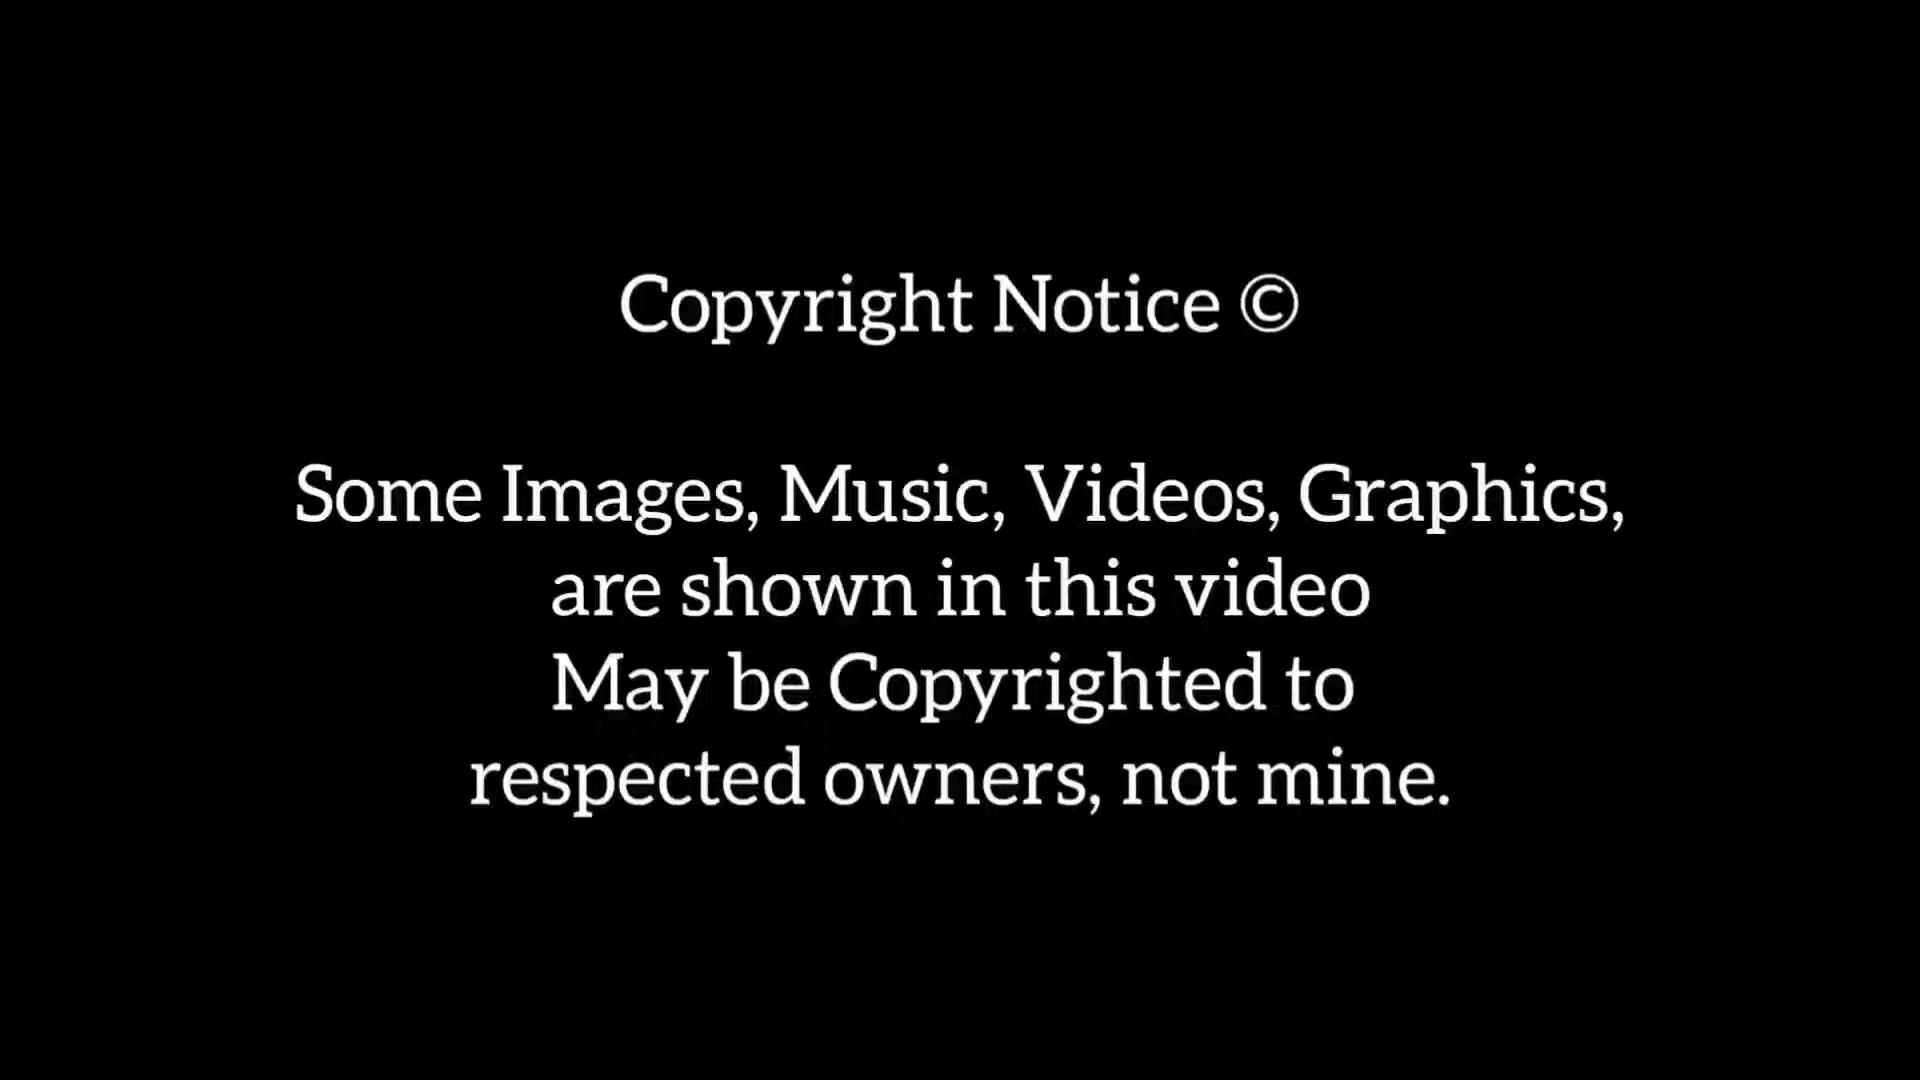 Copyright Notice ©
Some Images, Music, Videos, Graphics,
are shown in this video
May be Copyrighted to
respected owners, not mine.